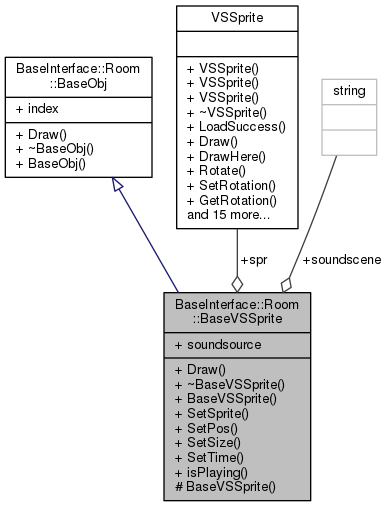 VSSprite
+ VSSprite()
+ VSSprite()
+ VSSprite()
+ ~VSSprite()
+ LoadSuccess()
+ Draw()
+ DrawHere()
+ Rotate()
+ SetRotation()
+ GetRotation()
and 15 more...
BaseInterface::Room
::BaseObj
+ index
+ Draw()
+ ~BaseObj()
+ BaseObj()
string
+spr
+soundscene
BaseInterface::Room
::BaseVSSprite
+ soundsource
+ Draw()
+ ~BaseVSSprite()
+ BaseVSSprite()
+ SetSprite()
+ SetPos()
+ SetSize()
+ SetTime()
+ isPlaying()
# BaseVSSprite()